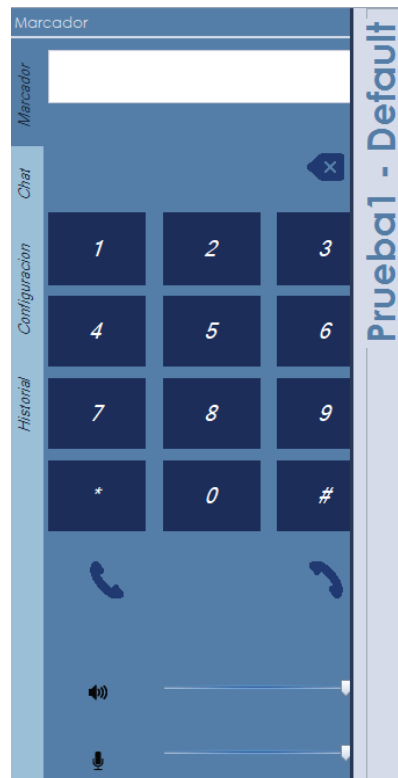 Marcador
Marcador
Chat
Configuracion
Historial
1 2 3
4 5 6
7 8 9
* 0 #
Prueba1 - Default